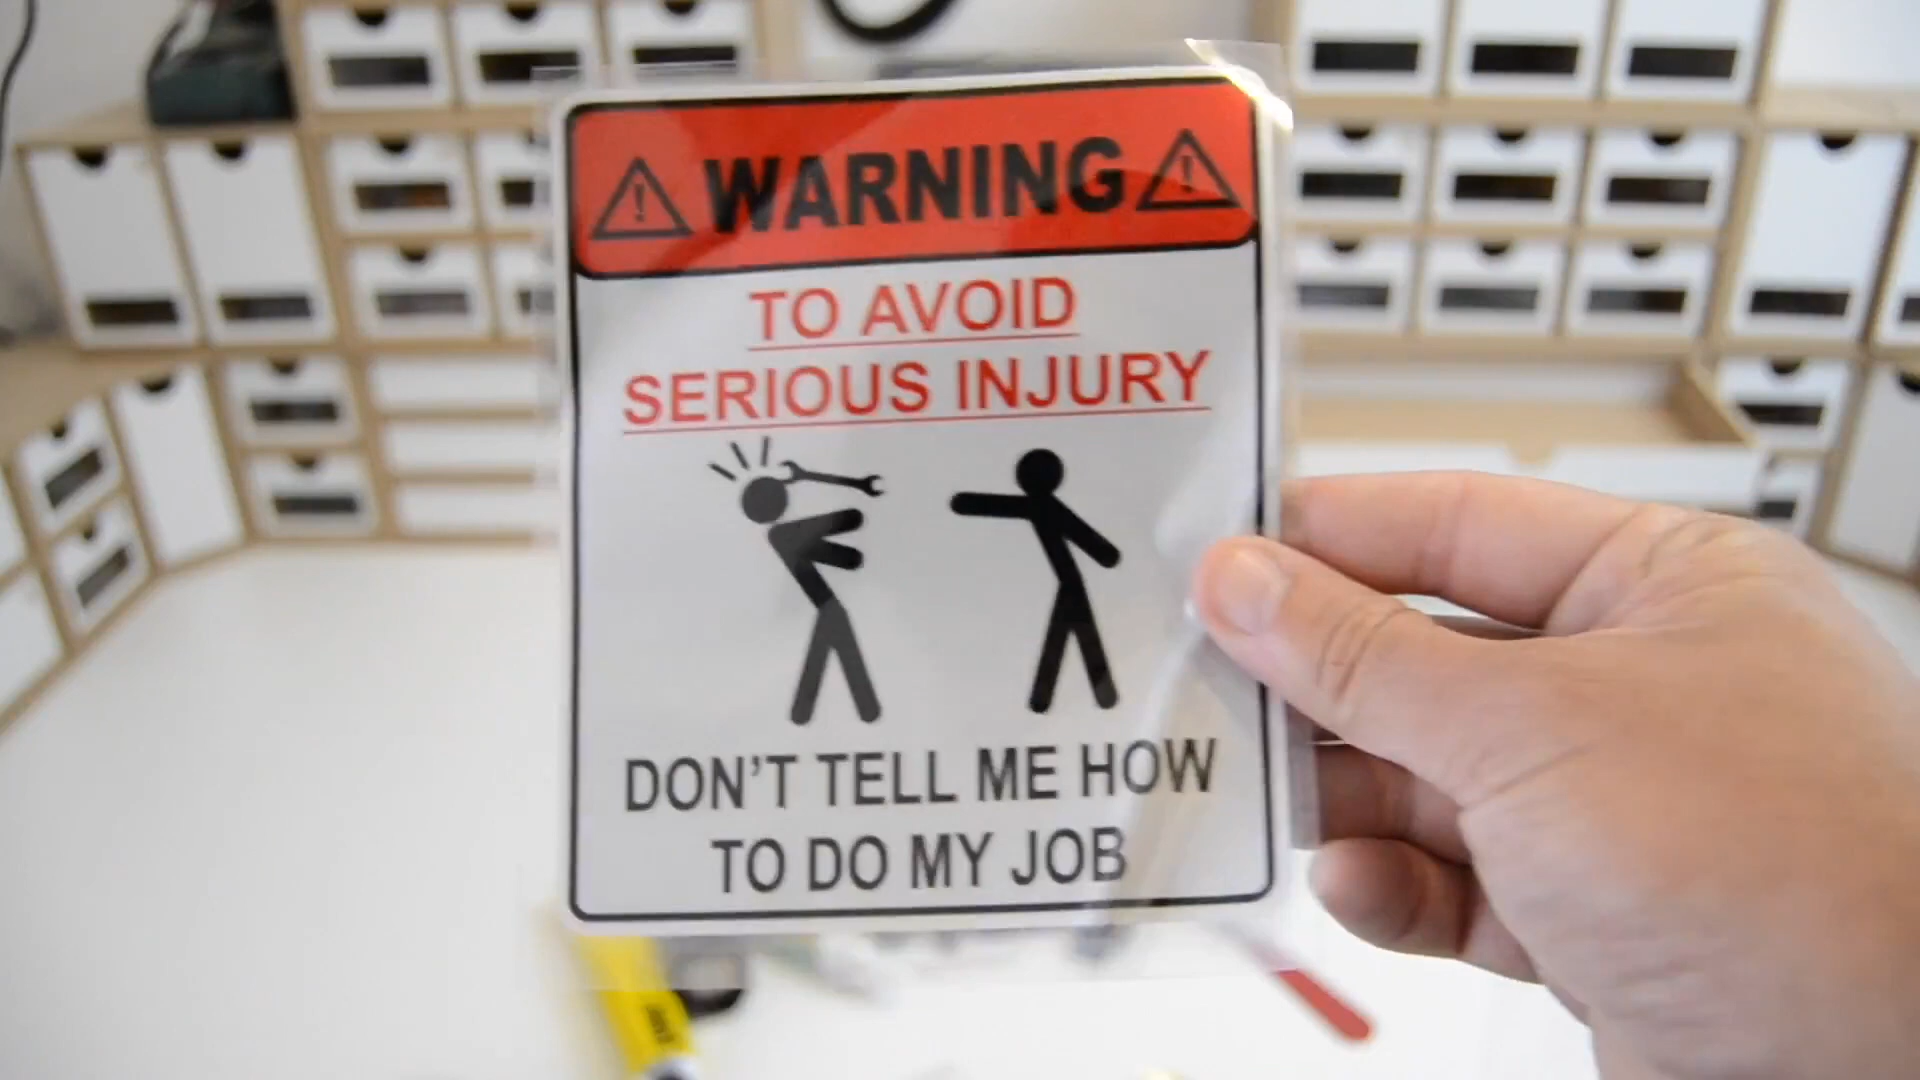 WARNING
TO AVOID
SERIOUS INJURY
DON'T TELL ME HOW
TO DO MY JOB